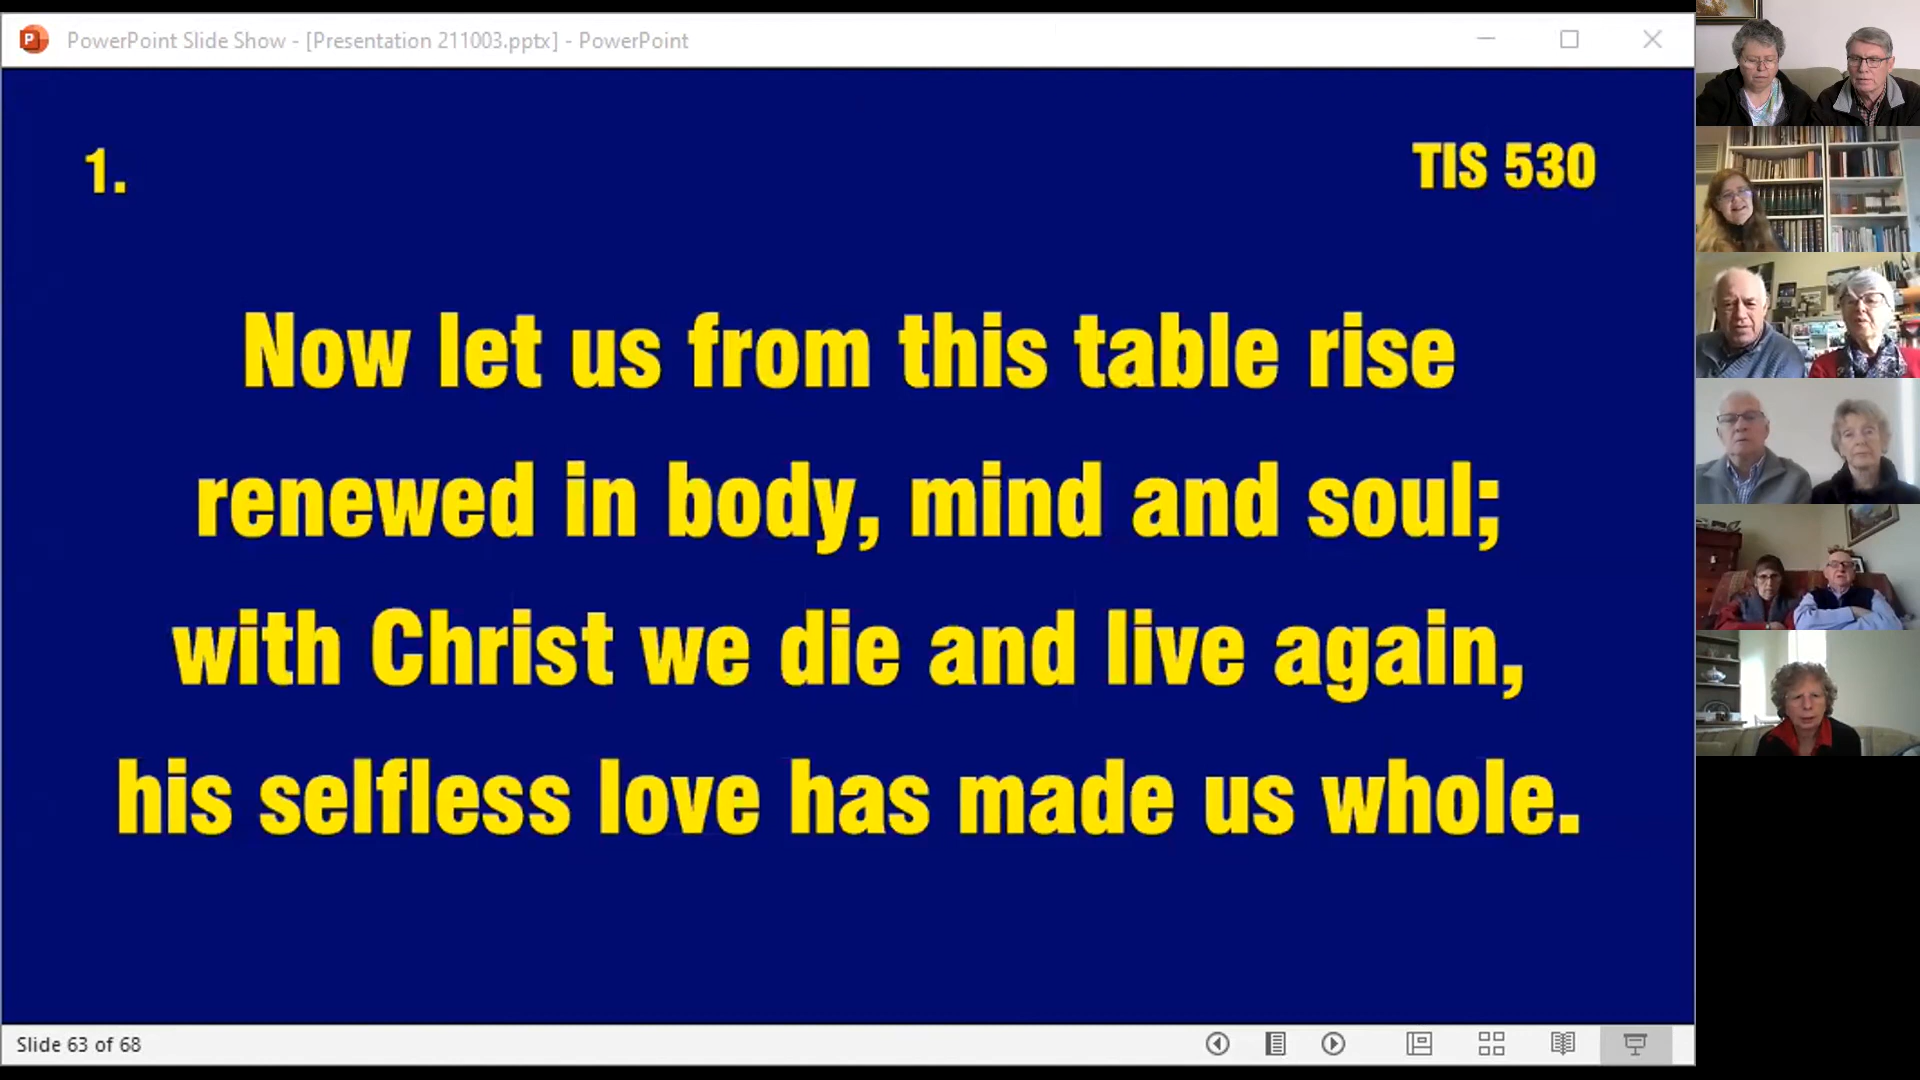 PowerPoint Slide Show - [Presentation 211003.pptx] - PowerPoint
1.
TIS 530
Now let us from this table rise
renewed in body, mind and soul;
with Christ we die and live again,
his selfless love has made us whole.
Slide 63 of 68